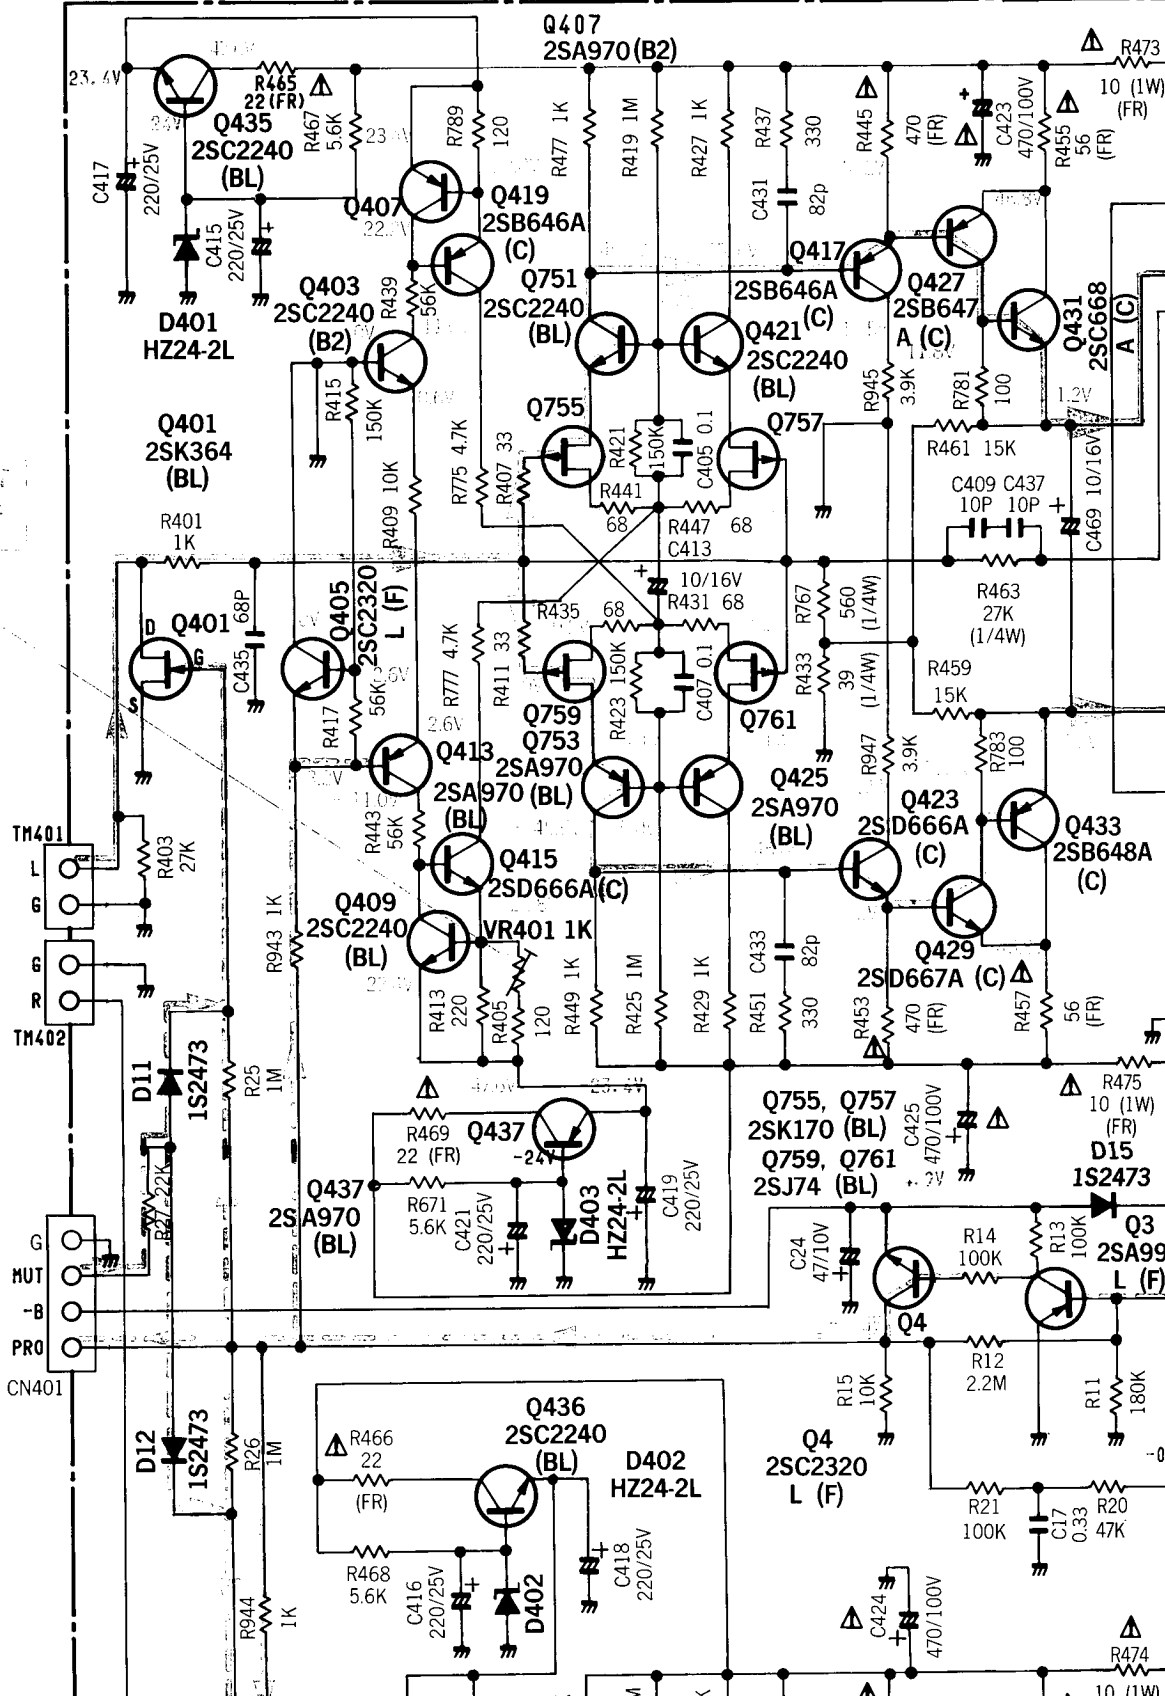 Q407
2SA970 (B2)
R473
10 (1W)
(FR)
23.4V
R465
22 (FR)
24V
Q435
2SC2240
(BL)
R467
5.6K
R789
120
R477 1K
R419 1M
R427 1K
R437
330
R445
470
(FR)
C423
470/100V
R455
56
(FR)
C417
220/25V
C415
220/25V
Q407
Q419
2SB646A
(C)
C431
82p
Q417
2SB646A
(C)
Q427
2SB647
A (C)
Q431
2SC668
A (C)
D401
HZ24-2L
Q403
2SC2240
(B2)
R439
56K
Q751
2SC2240
(BL)
Q421
2SC2240
(BL)
R415
150K
R945
3.9K
R781
100
1.2V
Q401
2SK364
(BL)
Q755
Q757
R421
150K
C405 0.1
R461 15K
R409 10K
R775 4.7K
R407 33
R441
68
R447 68
C413
10/16V
C409 C437
10P 10P
C469 10/16V
R401
1K
R463
27K
(1/4W)
D
Q401
G
S
68P
C435
Q405
2SC2320
L (F)
R435
68
R431 68
R767
560
(1/4W)
R433
39
(1/4W)
R459
15K
R417
56K
R777 4.7K
R411 33
R423
150K
C407 0.1
2.6V
Q759
Q761
Q413
2SA970
(BL)
Q753
2SA970
(BL)
Q425
2SA970
(BL)
R947
3.9K
R783
100
R443
56K
Q423
2SD666A
(C)
Q433
2SB648A
(C)
TM401
L
G
R403
27K
Q415
2SD666A (C)
Q409
2SC2240
(BL)
VR401 1K
R943 1K
G
R
TM402
R413
220
R405
120
R449 1K
R425 1M
R429 1K
C433
82p
R451
330
R453
470
(FR)
Q429
2SD667A (C)
R457
56
(FR)
D11
1S2473
R25
1M
23.4V
R469
22 (FR)
Q437
-24V
R475
10 (1W)
(FR)
Q755, Q757
2SK170 (BL)
Q759, Q761
2SJ74 (BL)
C425
470/100V
D15
1S2473
R27 22K
Q437
2SA970
(BL)
R671
5.6K
C421
220/25V
D403
HZ24-2L
C419
220/25V
G
MUT
-B
PRO
CN401
C24
47/10V
R14
100K
R13
100K
Q3
2SA99
L (F)
Q4
R12
2.2M
R11
180K
R15
10K
D12
1S2473
R26
1M
R466
22
(FR)
Q436
2SC2240
(BL)
D402
HZ24-2L
Q4
2SC2320
L (F)
-0
R21
100K
C17
0.33
R20
47K
R468
5.6K
C416
220/25V
D402
C418
220/25V
R944
1K
C424
470/100V
R474
10 (1W)